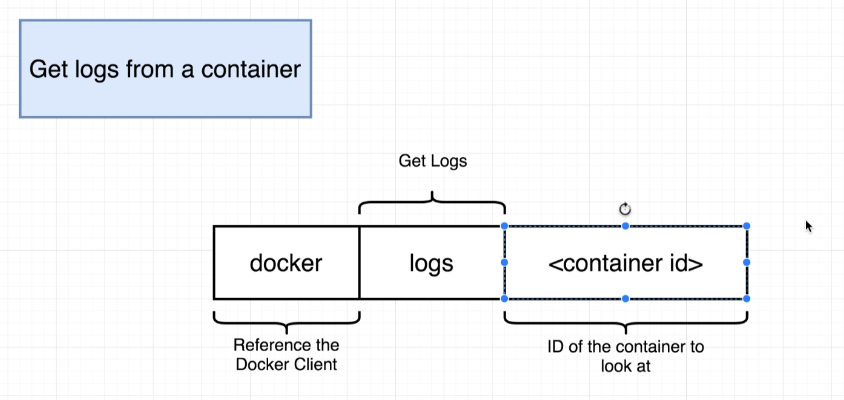 Get logs from a container
Get Logs
docker
logs
<container id>
Reference the
Docker Client
ID of the container to
look at